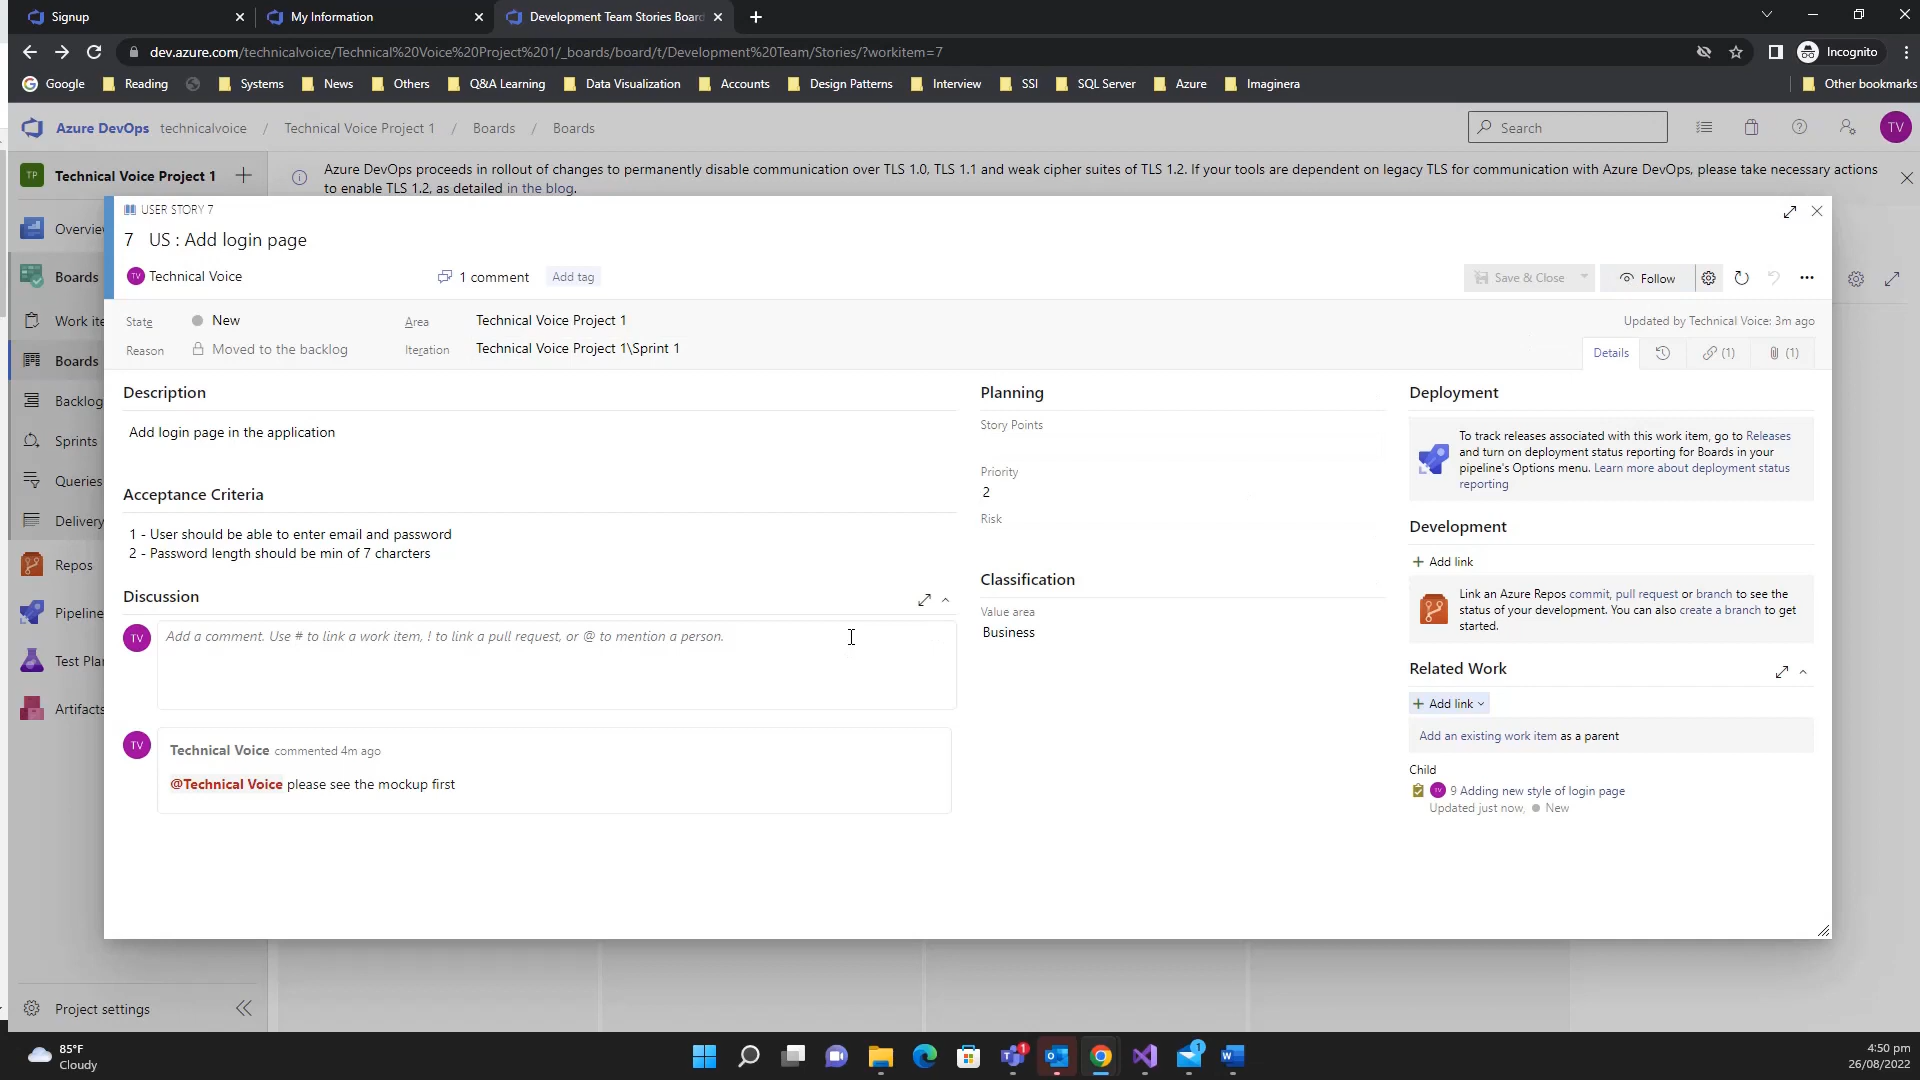 Signup
My Information
Development Team Stories Board
dev.azure.com/technicalvoice/Technical%20Voice%20Project%201/_boards/board/t/Development%20Team/Stories/?workitem=7
Incognito
Google
Reading
Systems
News
Others
Q&A Learning
Data Visualization
Accounts
Design Patterns
Interview
SSI
SQL Server
Azure
Imaginera
Other bookmarks
Azure DevOps technicalvoice / Technical Voice Project 1 / Boards / Boards
Search
TV
TP Technical Voice Project 1
Azure DevOps proceeds in rollout of changes to permanently disable communication over TLS 1.0, TLS 1.1 and weak cipher suites of TLS 1.2. If your tools are dependent on legacy TLS for communication with Azure DevOps, please take necessary actions
to enable TLS 1.2, as detailed in the blog.
Overvie
Boards
Work ite
Boards
Backlog
Sprints
Queries
Delivery
Repos
Pipeline
Test Pla
Artifacts
Project settings
USER STORY 7
7 US : Add login page
TV Technical Voice
1 comment
Add tag
Save & Close
Follow
State
New
Area
Technical Voice Project 1
Updated by Technical Voice: 3m ago
Reason
Moved to the backlog
Iteration
Technical Voice Project 1\Sprint 1
Details
(1)
(1)
Description
Add login page in the application
Acceptance Criteria
1 - User should be able to enter email and password
2 - Password length should be min of 7 charcters
Discussion
TV
Add a comment. Use # to link a work item, ! to link a pull request, or @ to mention a person.
TV
Technical Voice commented 4m ago
@Technical Voice please see the mockup first
Planning
Story Points
Priority
2
Risk
Classification
Value area
Business
Deployment
To track releases associated with this work item, go to Releases
and turn on deployment status reporting for Boards in your
pipeline's Options menu. Learn more about deployment status
reporting
Development
Add link
Link an Azure Repos commit, pull request or branch to see the
status of your development. You can also create a branch to get
started.
Related Work
Add link
Add an existing work item as a parent
Child
9 Adding new style of login page
Updated just now, New
85°F
Cloudy
1
1
4:50 pm
26/08/2022